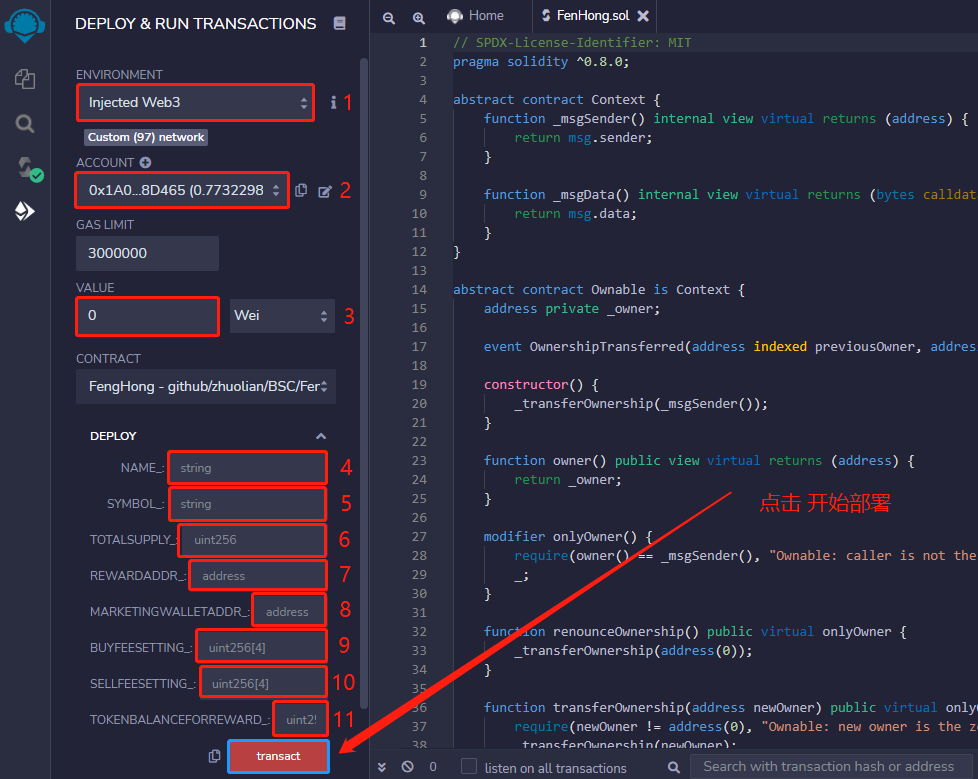 DEPLOY & RUN TRANSACTIONS
ENVIRONMENT
Injected Web3
1
Custom (97) network
ACCOUNT
0x1A0...8D465 (0.7732298
2
GAS LIMIT
3000000
VALUE
0
Wei
3
CONTRACT
FengHong - github/zhuolian/BSC/Fer
DEPLOY
NAME_:
string
4
SYMBOL_:
string
5
TOTALSUPPLY_:
uint256
6
REWARDADDR_:
address
7
MARKETINGWALLETADDR_:
address
8
BUYFEESETTING_:
uint256[4]
9
SELLFEESETTING_:
uint256[4]
10
TOKENBALANCEFORREWARD_:
uint2!
11
transact
Home
FenHong.sol
1 // SPDX-License-Identifier: MIT
2 pragma solidity ^0.8.0;
3
4 abstract contract Context {
5 function _msgSender() internal view virtual returns (address) {
6 return msg.sender;
7 }
8
9 function _msgData() internal view virtual returns (bytes calldat
10 return msg.data;
11 }
12 }
13
14 abstract contract Ownable is Context {
15 address private _owner;
16
17 event OwnershipTransferred(address indexed previousOwner, addres
18
19 constructor() {
20 _transferOwnership(_msgSender());
21 }
22
23 function owner() public view virtual returns (address) {
24 return _owner;
25 }
26
27 modifier onlyOwner() {
28 require(owner() == _msgSender(), "Ownable: caller is not the
29 _;
30 }
31
32 function renounceOwnership() public virtual onlyOwner {
33 _transferOwnership(address(0));
34 }
35
36 function transferOwnership(address newOwner) public virtual onlyO
37 require(newOwner != address(0), "Ownable: new owner is the ze
38 _transferOwnership(newOwner);
点击 开始部署
0
listen on all transactions
Search with transaction hash or address